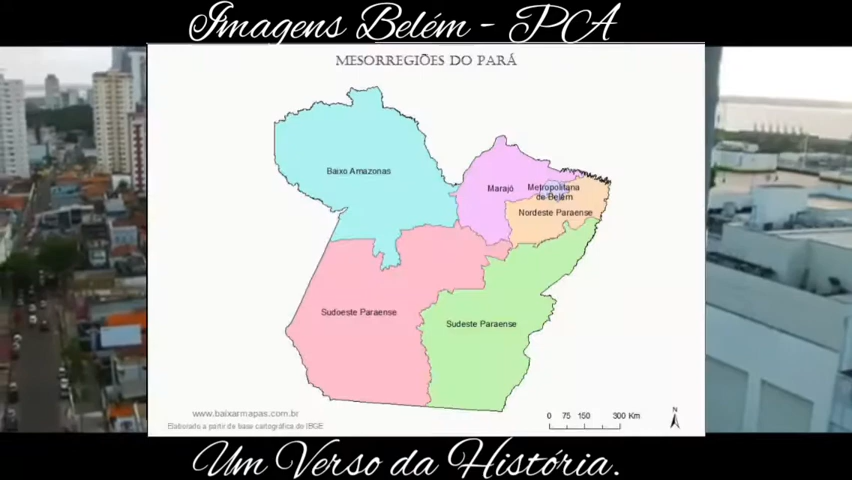 Imagens Belém - PCA
MESORREGIÕES DO PARÁ
Baixo Amazonas
Marajó
Metropolitana
de Belém
Nordeste Paraense
Sudoeste Paraense
Sudeste Paraense
www.baixarmapas.com.br
Elaborado a partir de base cartográfica do IBGE
0 75 150 300 Km
N
Um Verso da História.